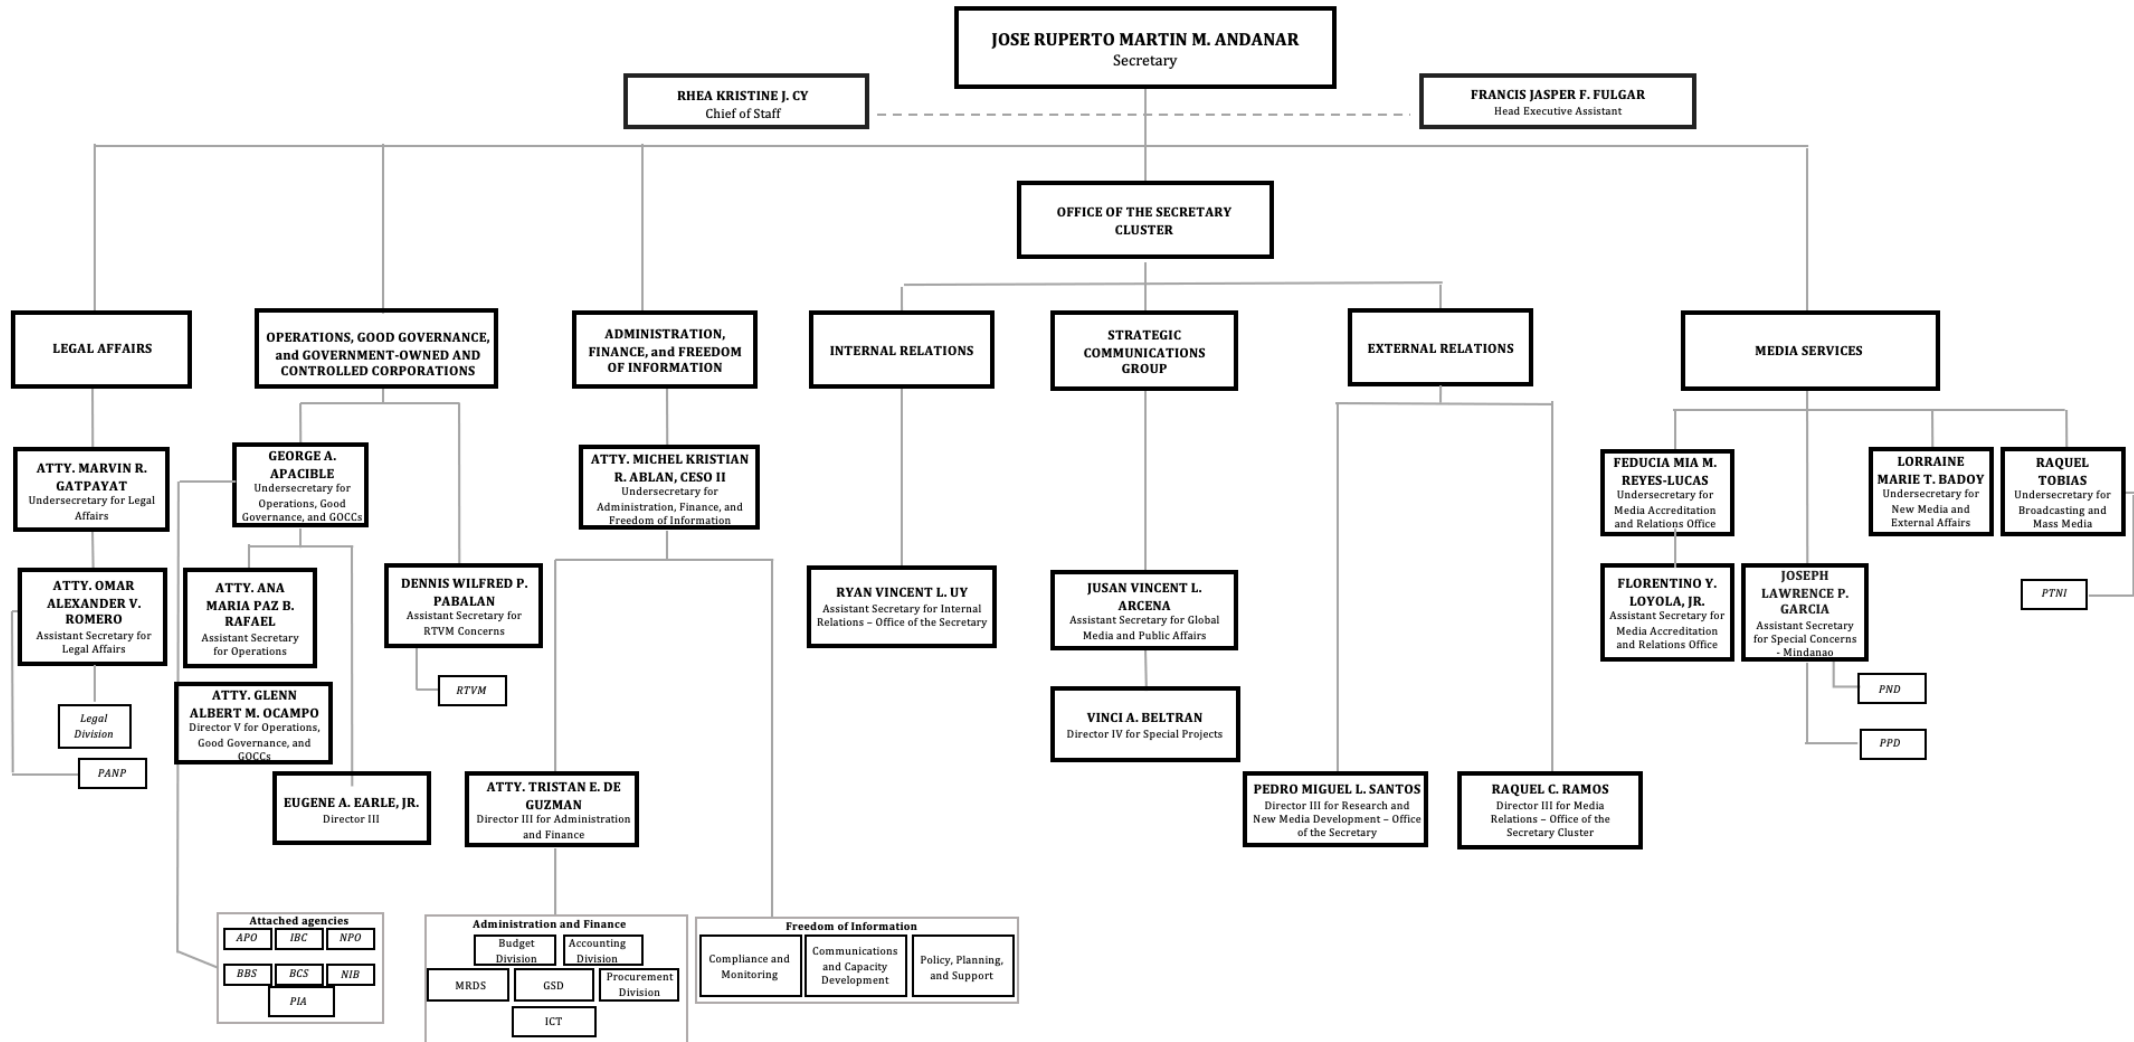 JOSE RUPERTO MARTIN M. ANDANAR
Secretary
RHEA KRISTINE J. CY
Chief of Staff
FRANCIS JASPER F. FULGAR
Head Executive Assistant
OFFICE OF THE SECRETARY
CLUSTER
LEGAL AFFAIRS
OPERATIONS, GOOD GOVERNANCE,
and GOVERNMENT-OWNED AND
CONTROLLED CORPORATIONS
ADMINISTRATION,
FINANCE, and FREEDOM
OF INFORMATION
INTERNAL RELATIONS
STRATEGIC
COMMUNICATIONS
GROUP
EXTERNAL RELATIONS
MEDIA SERVICES
ATTY. MARVIN R.
GATPAYAT
Undersecretary for Legal
Affairs
GEORGE A.
APACIBLE
Undersecretary for
Operations, Good
Governance, and GOCCs
ATTY. MICHEL KRISTIAN
R. ABLAN, CESO II
Undersecretary for
Administration, Finance, and
Freedom of Information
FEDUCIA MIA M.
REYES-LUCAS
Undersecretary for
Media Accreditation
and Relations Office
LORRAINE
MARIE T. BADOY
Undersecretary for
New Media and
External Affairs
RAQUEL
TOBIAS
Undersecretary for
Broadcasting and
Mass Media
ATTY. OMAR
ALEXANDER V.
ROMERO
Assistant Secretary for
Legal Affairs
ATTY. ANA
MARIA PAZ B.
RAFAEL
Assistant Secretary
for Operations
DENNIS WILFRED P.
PABALAN
Assistant Secretary for
RTVM Concerns
RYAN VINCENT L. UY
Assistant Secretary for Internal
Relations – Office of the Secretary
JUSAN VINCENT L.
ARCENA
Assistant Secretary for Global
Media and Public Affairs
FLORENTINO Y.
LOYOLA, JR.
Assistant Secretary for
Media Accreditation
and Relations Office
JOSEPH
LAWRENCE P.
GARCIA
Assistant Secretary
for Special Concerns
- Mindanao
PTNI
RTVM
PND
PPD
Legal
Division
PANP
ATTY. GLENN
ALBERT M. OCAMPO
Director V for Operations,
Good Governance, and
GOCCs
VINCI A. BELTRAN
Director IV for Special Projects
EUGENE A. EARLE, JR.
Director III
ATTY. TRISTAN E. DE
GUZMAN
Director III for Administration
and Finance
PEDRO MIGUEL L. SANTOS
Director III for Research and
New Media Development – Office
of the Secretary
RAQUEL C. RAMOS
Director III for Media
Relations – Office of the
Secretary Cluster
Attached agencies
APO
IBC
NPO
BBS
BCS
NIB
PIA
Administration and Finance
Budget
Division
Accounting
Division
MRDS
GSD
Procurement
Division
ICT
Freedom of Information
Compliance and
Monitoring
Communications
and Capacity
Development
Policy, Planning,
and Support